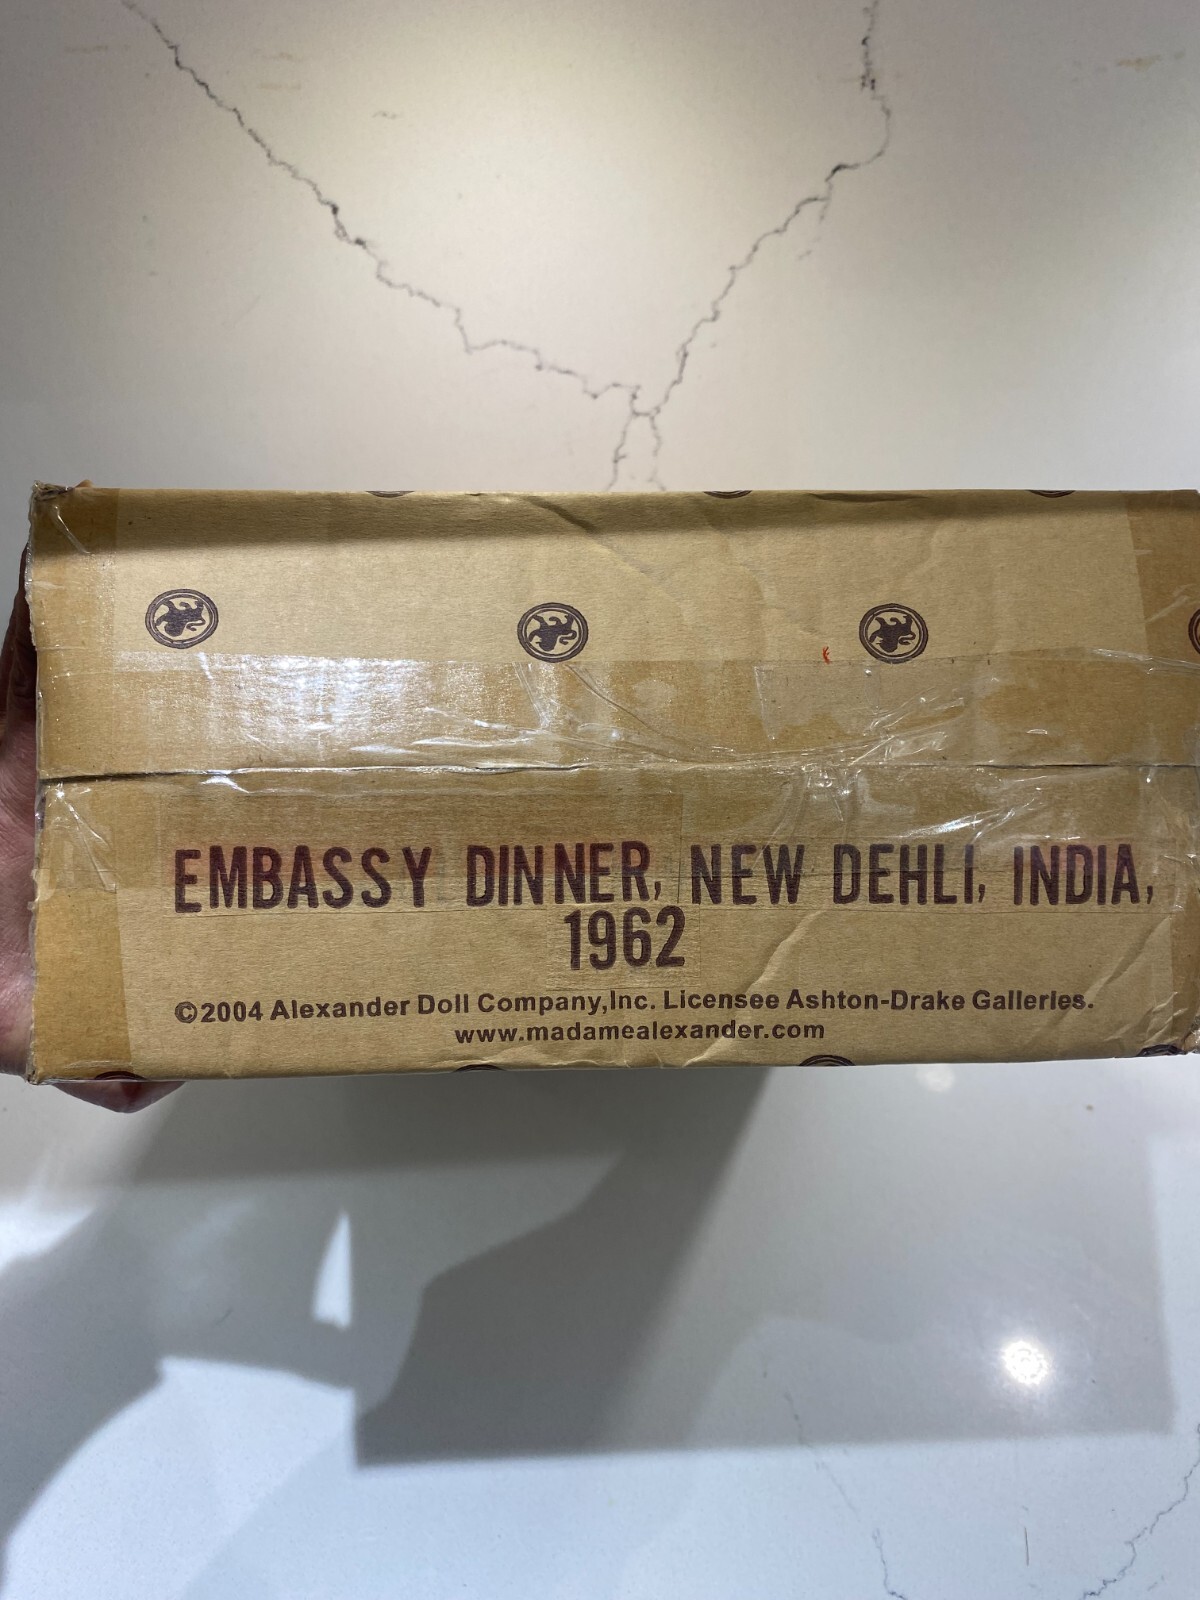 EMBASSY DINNER, NEW DEHLI, INDIA,
1962
©2004 Alexander Doll Company,Inc. Licensee Ashton-Drake Galleries.
www.madamealexander.com